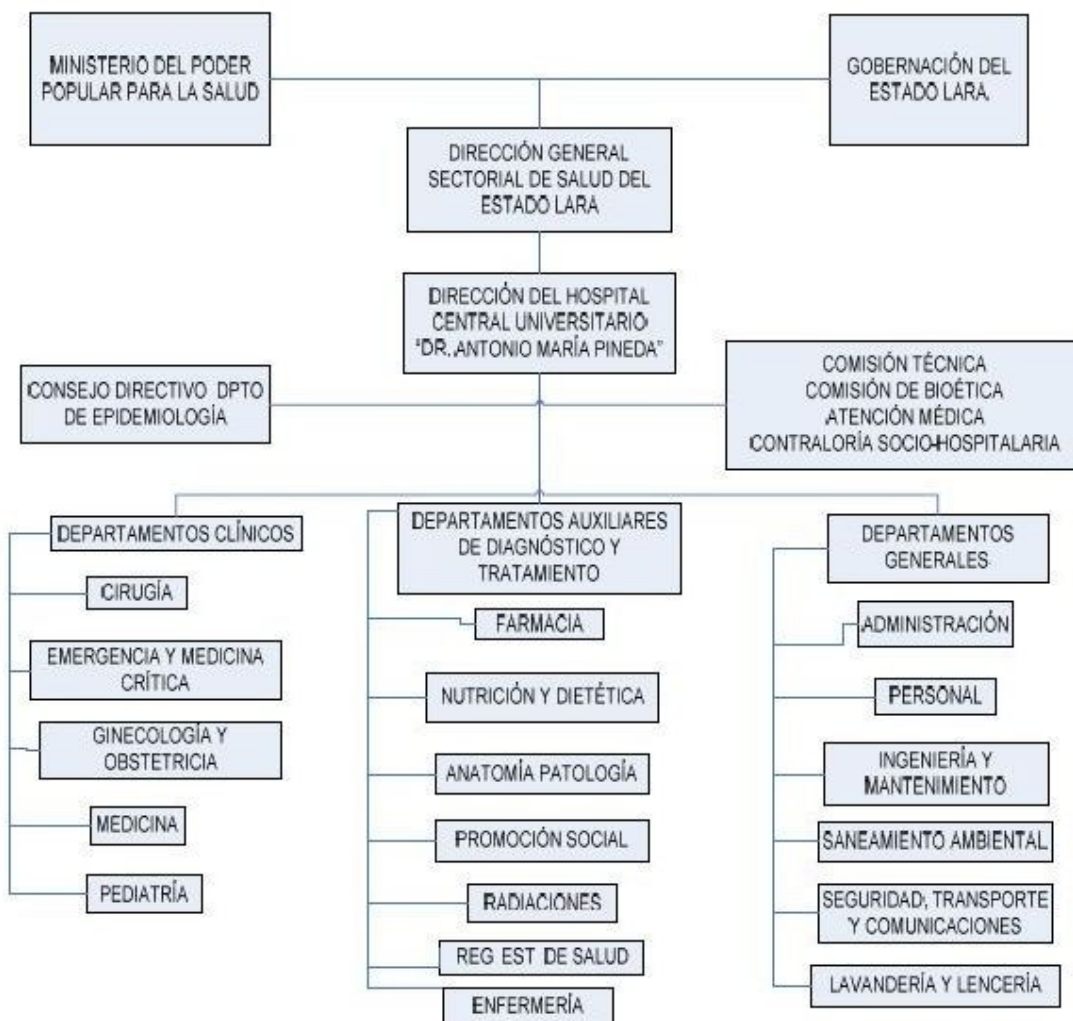 MINISTERIO DEL PODER
POPULAR PARA LA SALUD
GOBERNACIÓN DEL
ESTADO LARA.
DIRECCIÓN GENERAL
SECTORIAL DE SALUD DEL
ESTADO LARA
DIRECCIÓN DEL HOSPITAL
CENTRAL UNIVERSITARIO
"DR. ANTONIO MARÍA PINEDA"
CONSEJO DIRECTIVO DPTO
DE EPIDEMIOLOGÍA
COMISIÓN TÉCNICA
COMISIÓN DE BIOÉTICA
ATENCIÓN MÉDICA
CONTRALORÍA SOCIO-HOSPITALARIA
DEPARTAMENTOS CLÍNICOS
CIRUGÍA
EMERGENCIA Y MEDICINA
CRÍTICA
GINECOLOGÍA Y
OBSTETRICIA
MEDICINA
PEDIATRÍA
DEPARTAMENTOS AUXILIARES
DE DIAGNÓSTICO Y
TRATAMIENTO
FARMACIA
NUTRICIÓN Y DIETÉTICA
ANATOMÍA PATOLOGÍA
PROMOCIÓN SOCIAL
RADIACIONES
REG EST DE SALUD
ENFERMERÍA
DEPARTAMENTOS
GENERALES
ADMINISTRACIÓN
PERSONAL
INGENIERÍA Y
MANTENIMIENTO
SANEAMIENTO AMBIENTAL
SEGURIDAD, TRANSPORTE
Y COMUNICACIONES
LAVANDERÍA Y LENCERÍA